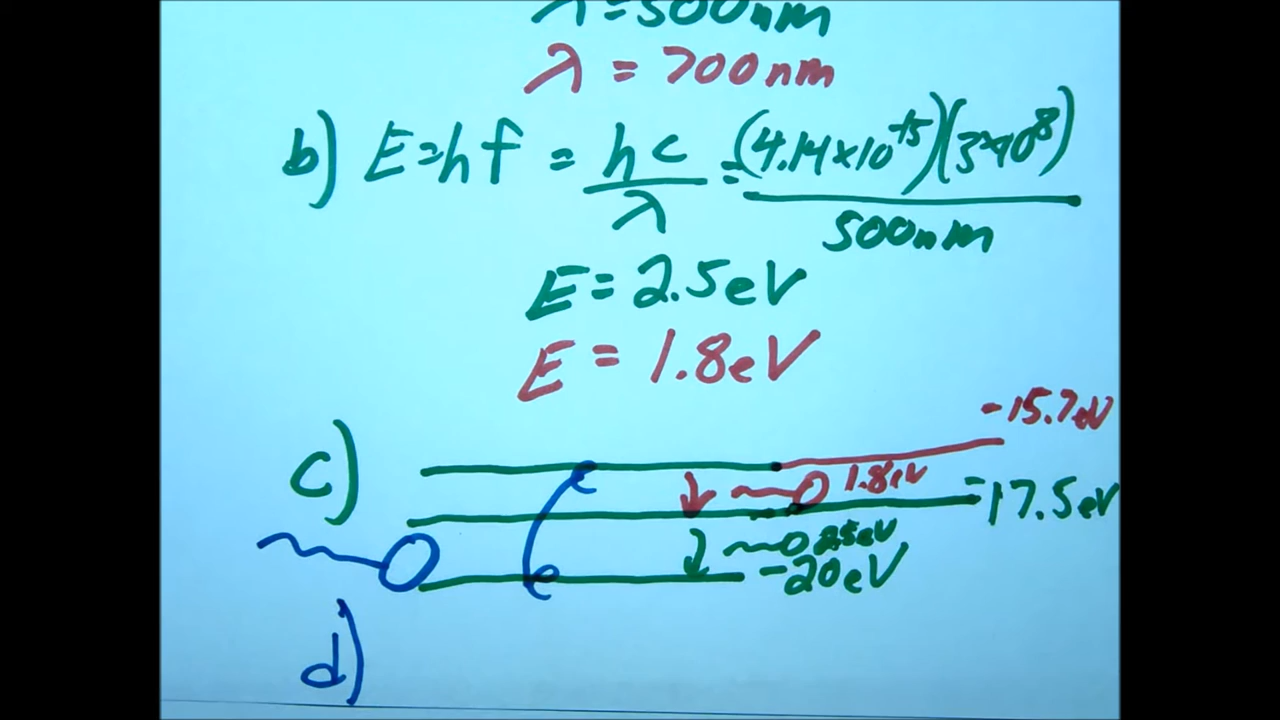 λ = 500nm
λ = 700nm
b) E = hf = hc / λ = (4.14×10⁻¹⁵)(3×10⁸) / 500nm
E = 2.5eV
E = 1.8eV
-15.7eV
c) 1.8eV
-17.5eV
2.5eV
-20eV
e
e
d)